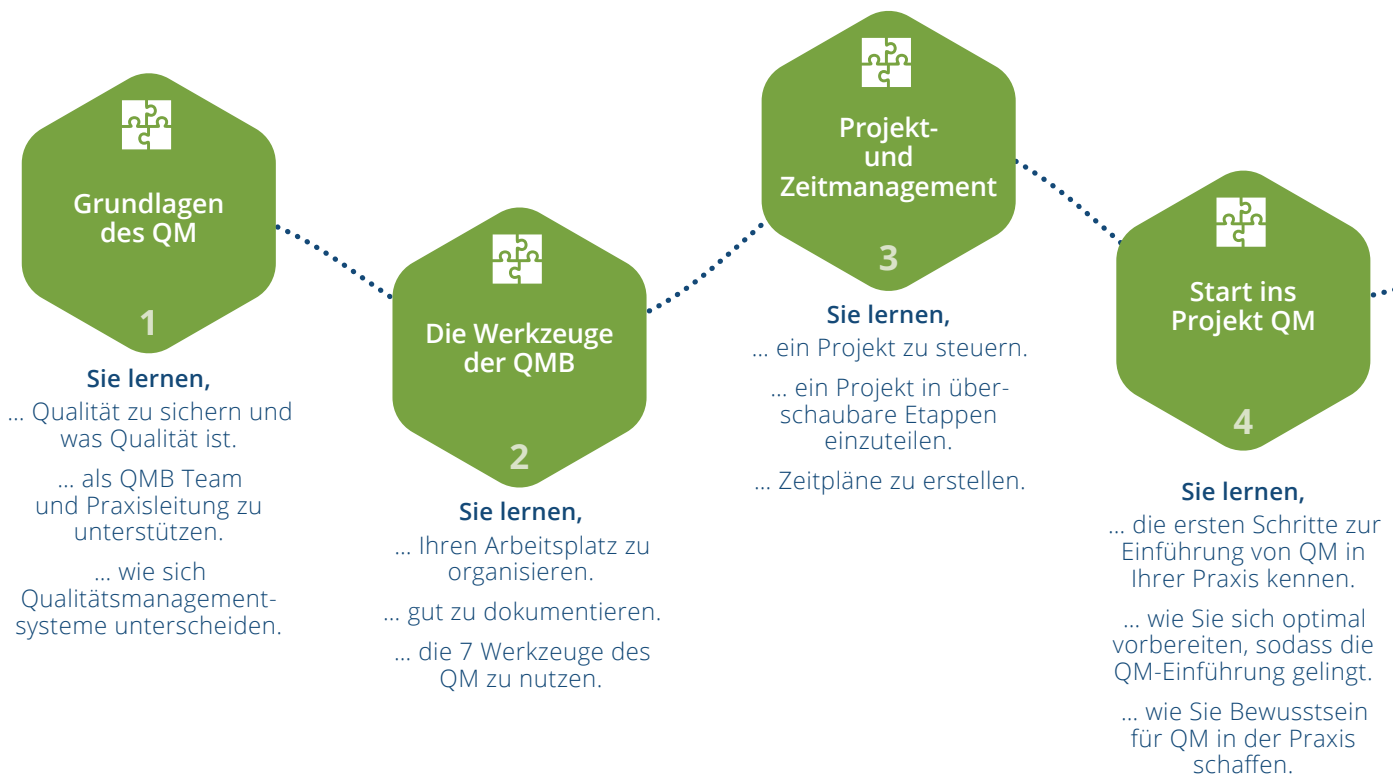 Grundlagen
des QM
1
Sie lernen,
... Qualität zu sichern und
was Qualität ist.
... als QMB Team
und Praxisleitung zu
unterstützen.
... wie sich
Qualitätsmanagement-
systeme unterscheiden.
Die Werkzeuge
der QMB
2
Sie lernen,
... Ihren Arbeitsplatz zu
organisieren.
... gut zu dokumentieren.
... die 7 Werkzeuge des
QM zu nutzen.
Projekt-
und
Zeitmanagement
3
Sie lernen,
... ein Projekt zu steuern.
... ein Projekt in über-
schaubare Etappen
einzuteilen.
... Zeitpläne zu erstellen.
Start ins
Projekt QM
4
Sie lernen,
... die ersten Schritte zur
Einführung von QM in
Ihrer Praxis kennen.
... wie Sie sich optimal
vorbereiten, sodass die
QM-Einführung gelingt.
... wie Sie Bewusstsein
für QM in der Praxis
schaffen.